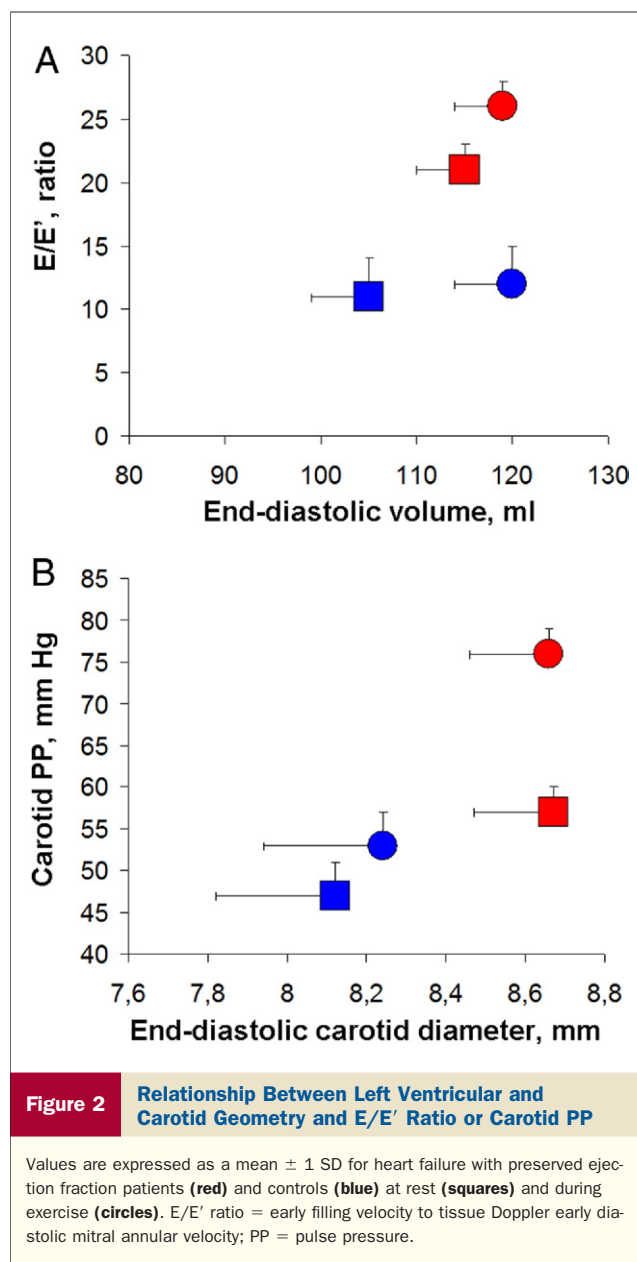 A
30
25
20
15
10
5
0
E/E', ratio
80 90 100 110 120 130
End-diastolic volume, ml
B
85
80
75
70
65
60
55
50
45
40
Carotid PP, mm Hg
7,6 7,8 8 8,2 8,4 8,6 8,8
End-diastolic carotid diameter, mm
Figure 2
Relationship Between Left Ventricular and
Carotid Geometry and E/E′ Ratio or Carotid PP
Values are expressed as a mean ± 1 SD for heart failure with preserved ejec-
tion fraction patients (red) and controls (blue) at rest (squares) and during
exercise (circles). E/E′ ratio = early filling velocity to tissue Doppler early dia-
stolic mitral annular velocity; PP = pulse pressure.